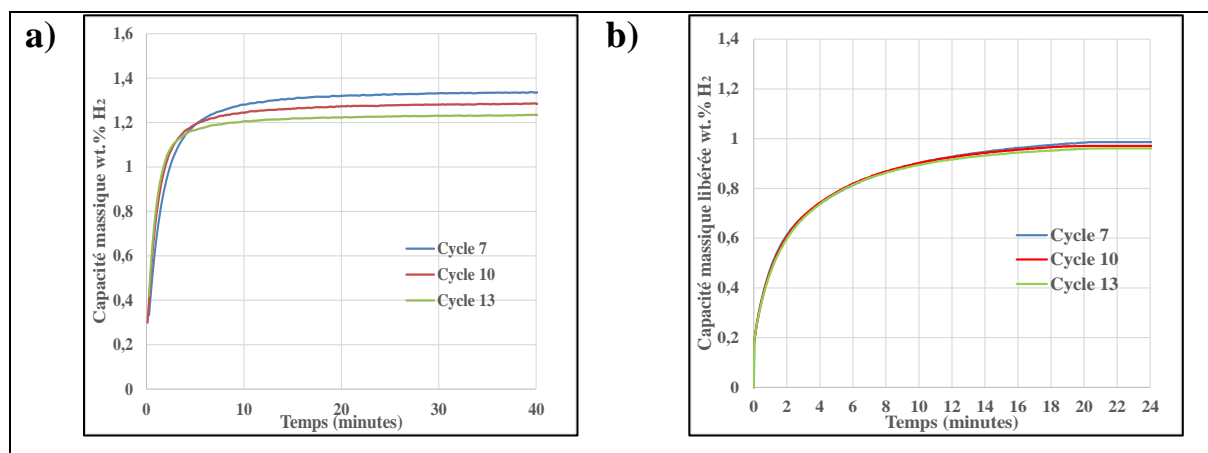 a)
1,6
1,4
1,2
1
0,8
0,6
0,4
0,2
0
Capacité massique wt.% H2
0 10 20 30 40
Temps (minutes)
Cycle 7
Cycle 10
Cycle 13
b)
1,4
1,2
1
0,8
0,6
0,4
0,2
0
Capacité massique libérée wt.% H2
0 2 4 6 8 10 12 14 16 18 20 22 24
Temps (minutes)
Cycle 7
Cycle 10
Cycle 13